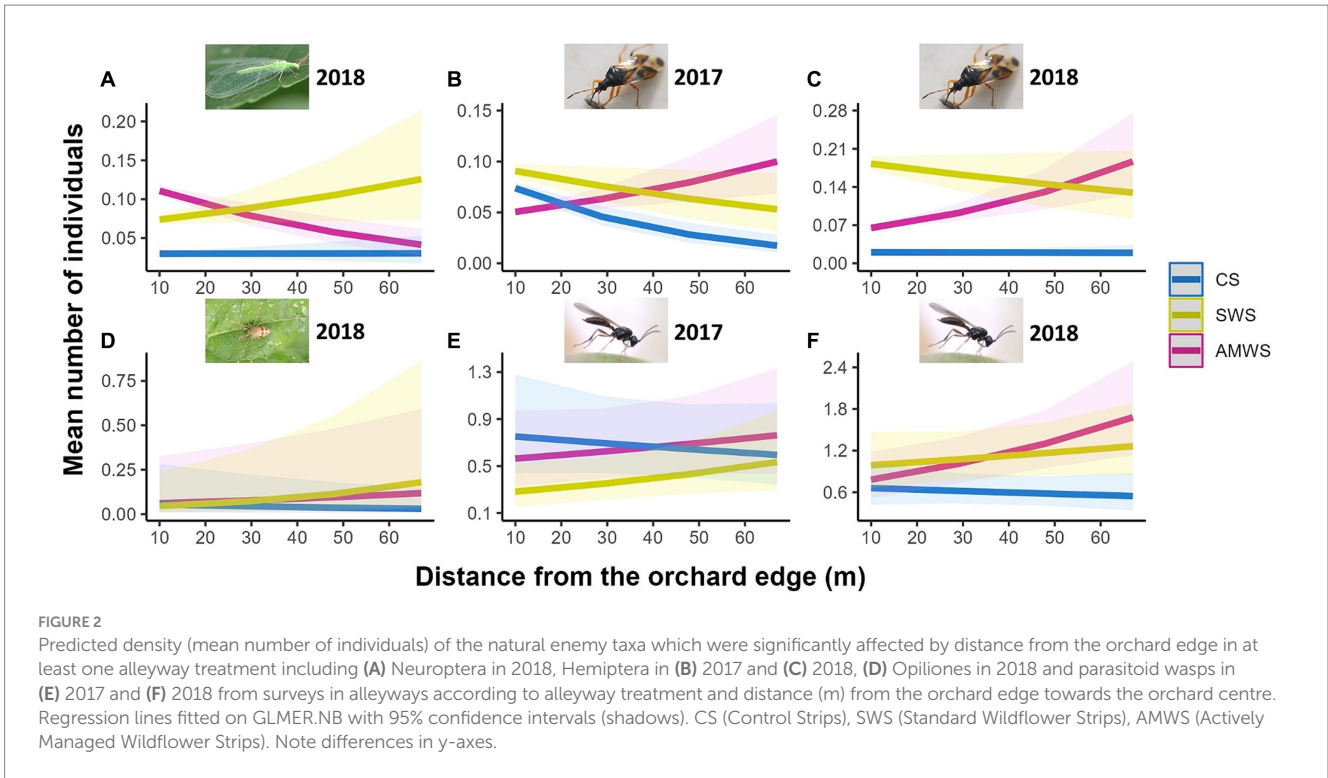 A 2018 B 2017 C 2018
Mean number of individuals
0.20
0.15
0.10
0.05
10 20 30 40 50 60
0.15
0.10
0.05
0.00
10 20 30 40 50 60
0.28
0.21
0.14
0.07
0.00
10 20 30 40 50 60
CS
SWS
AMWS
D 2018 E 2017 F 2018
0.75
0.50
0.25
0.00
10 20 30 40 50 60
1.3
0.9
0.5
0.1
10 20 30 40 50 60
2.4
1.8
1.2
0.6
10 20 30 40 50 60
Distance from the orchard edge (m)
FIGURE 2
Predicted density (mean number of individuals) of the natural enemy taxa which were significantly affected by distance from the orchard edge in at
least one alleyway treatment including (A) Neuroptera in 2018, Hemiptera in (B) 2017 and (C) 2018, (D) Opiliones in 2018 and parasitoid wasps in
(E) 2017 and (F) 2018 from surveys in alleyways according to alleyway treatment and distance (m) from the orchard edge towards the orchard centre.
Regression lines fitted on GLMER.NB with 95% confidence intervals (shadows). CS (Control Strips), SWS (Standard Wildflower Strips), AMWS (Actively
Managed Wildflower Strips). Note differences in y-axes.